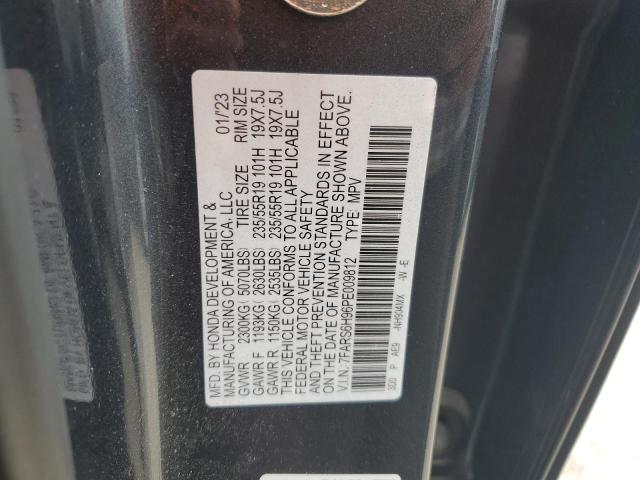 MFD. BY HONDA DEVELOPMENT &
MANUFACTURING OF AMERICA, LLC 01/'23
GVWR 2300KG( 5070LBS) TIRE SIZE RIM SIZE
GAWR F 1193KG ( 2630LBS) 235/55R19 101H 19X7.5J
GAWR R 1150KG( 2535LBS) 235/55R19 101H 19X7.5J
THIS VEHICLE CONFORMS TO ALL APPLICABLE
FEDERAL MOTOR VEHICLE SAFETY
AND THEFT PREVENTION STANDARDS IN EFFECT
ON THE DATE OF MANUFACTURE SHOWN ABOVE.
V.I.N.: 7FARS6H96PE009812 TYPE: MPV
P AE9 -NH904MX -W -E